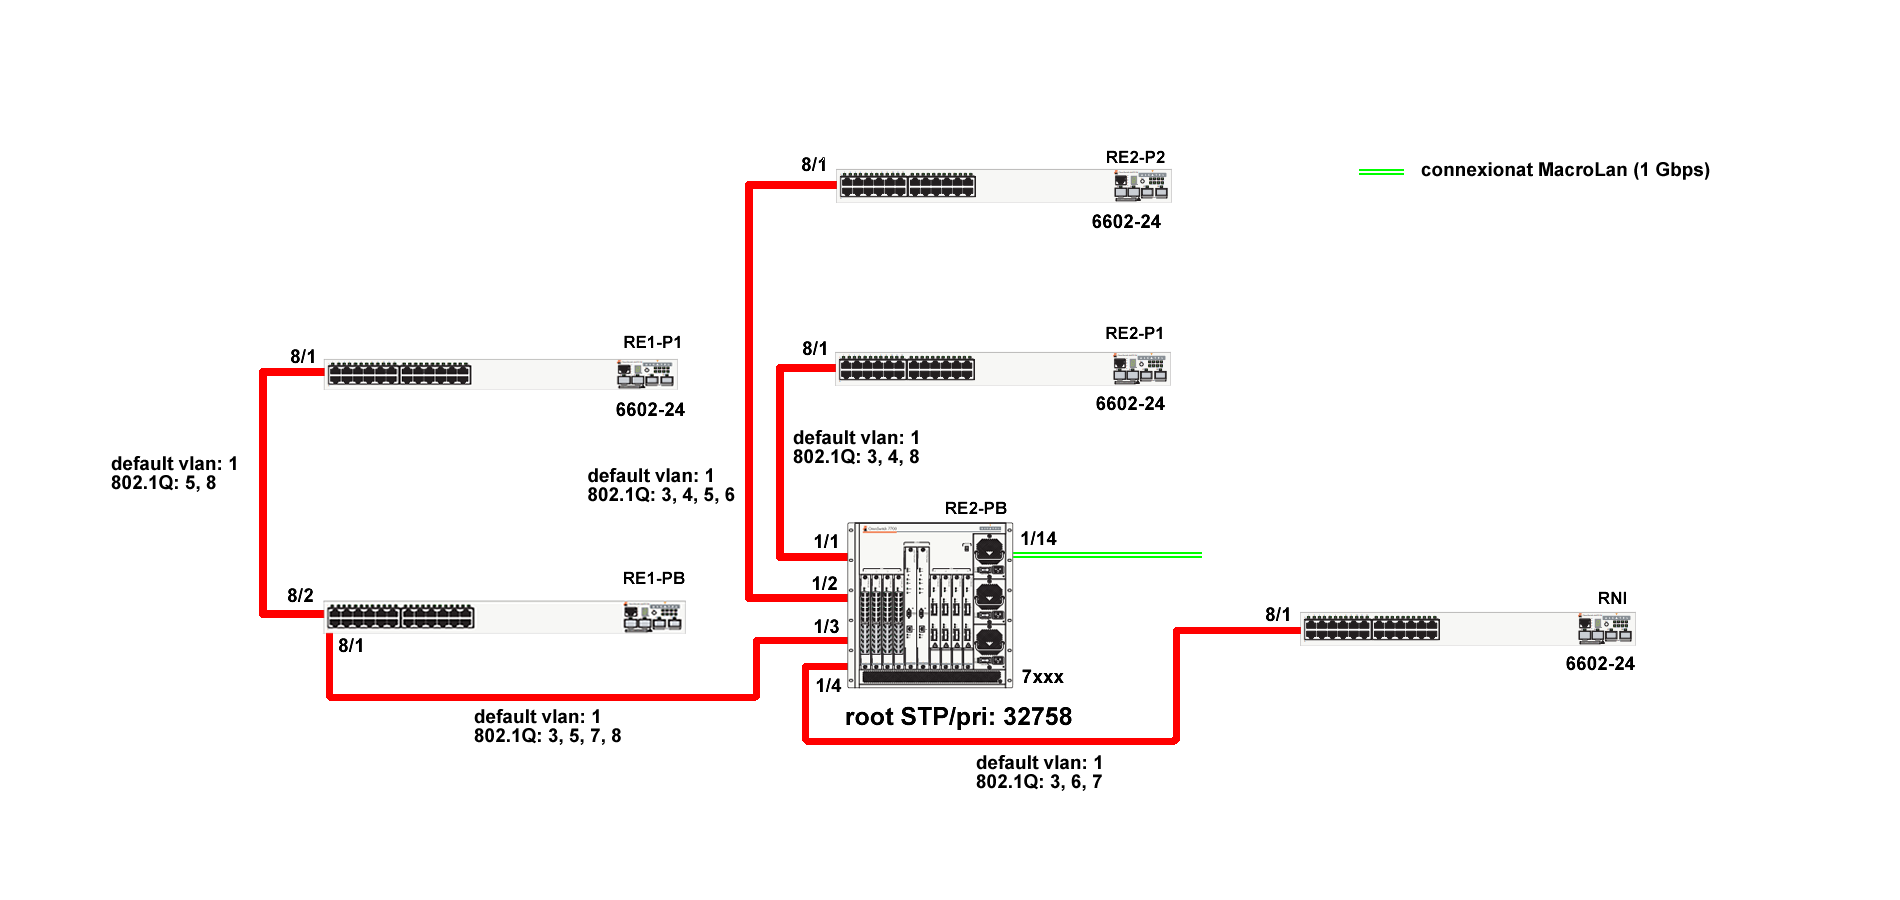 RE2-P2
8/1
connexionat MacroLan (1 Gbps)
6602-24
RE1-P1
8/1
6602-24
RE2-P1
8/1
6602-24
default vlan: 1
802.1Q: 3, 4, 8
default vlan: 1
802.1Q: 5, 8
default vlan: 1
802.1Q: 3, 4, 5, 6
RE2-PB
1/1
1/14
1/2
1/3
1/4
7xxx
root STP/pri: 32758
RE1-PB
8/2
8/1
RNI
8/1
6602-24
default vlan: 1
802.1Q: 3, 5, 7, 8
default vlan: 1
802.1Q: 3, 6, 7